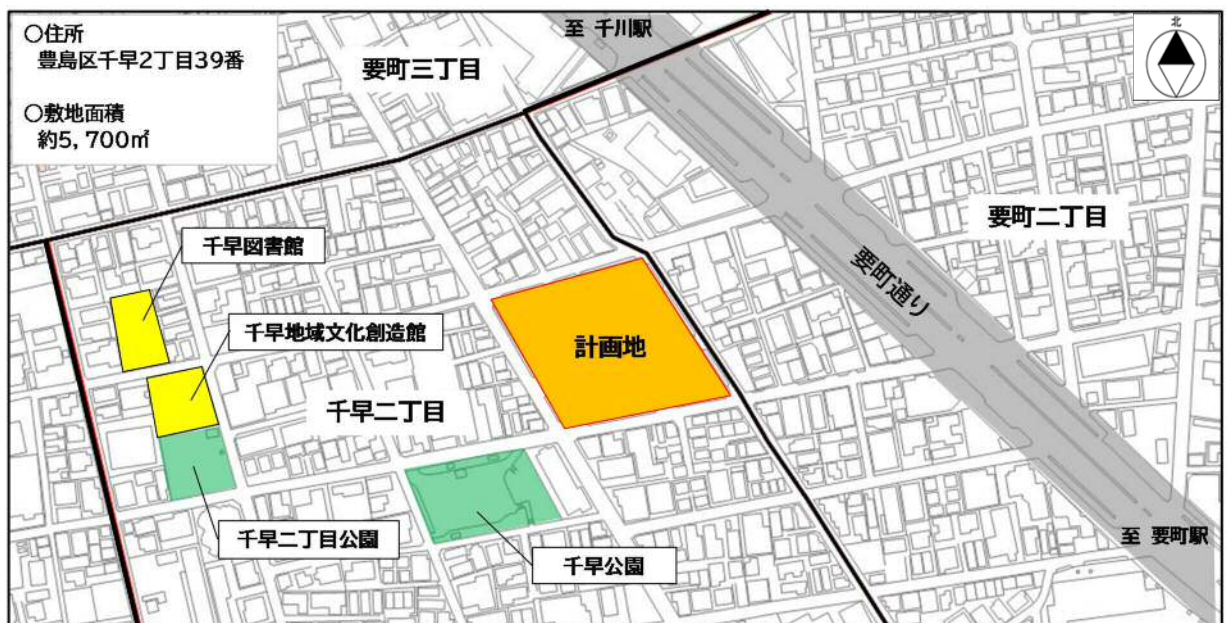 ○住所
豊島区千早2丁目39番
○敷地面積
約5,700㎡
至 千川駅
北
要町三丁目
要町二丁目
千早図書館
要町通り
千早地域文化創造館
計画地
千早二丁目
千早二丁目公園
至 要町駅
千早公園